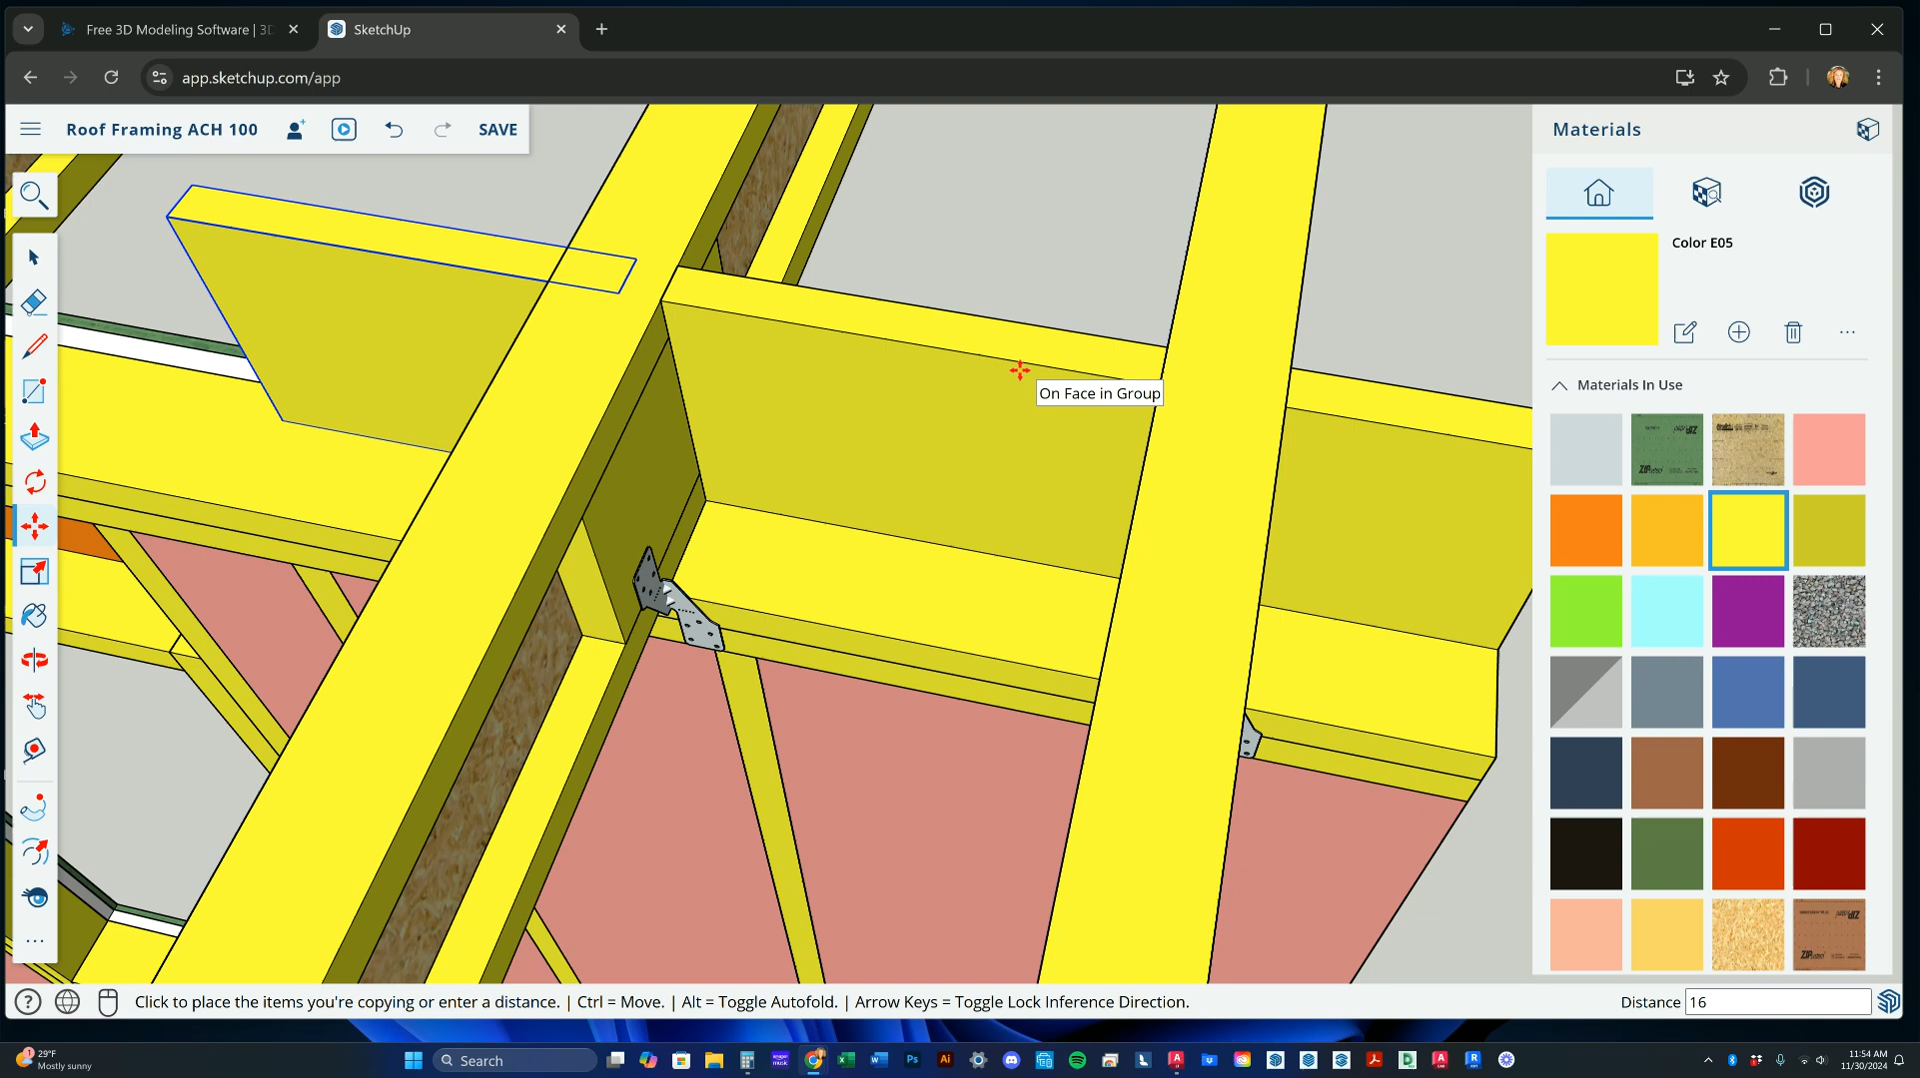 Free 3D Modeling Software | 3D
SketchUp
app.sketchup.com/app
Roof Framing ACH 100
SAVE
Materials
Color E05
Materials In Use
On Face in Group
Click to place the items you're copying or enter a distance. | Ctrl = Move. | Alt = Toggle Autofold. | Arrow Keys = Toggle Lock Inference Direction.
Distance 16
29°F
Mostly sunny
Search
11:54 AM
11/30/2024